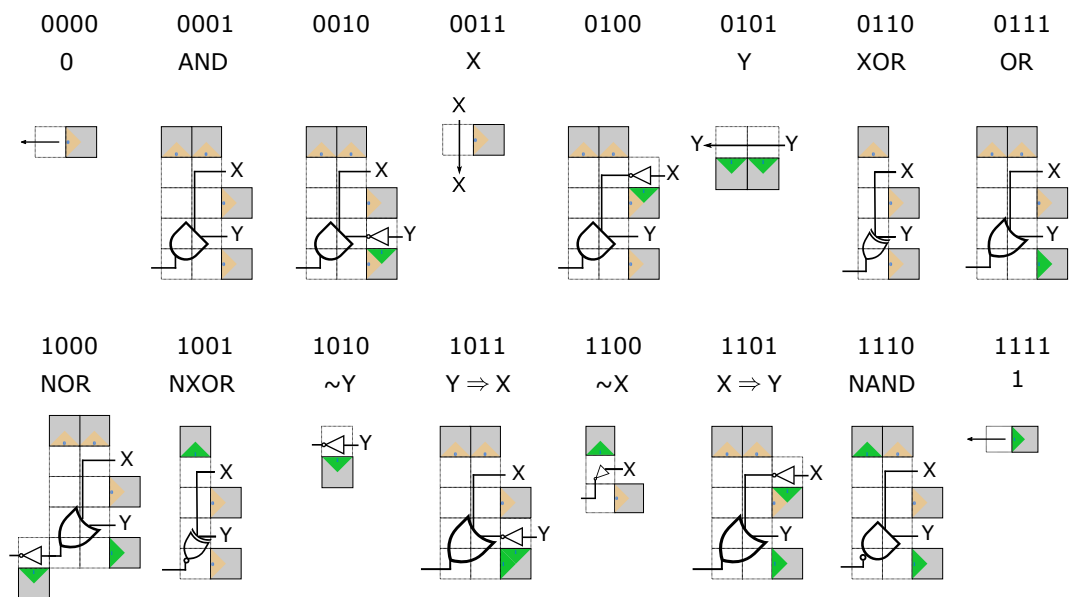 0000 0001 0010 0011 0100 0101 0110 0111
0 AND X Y XOR OR
X
X X Y Y X X
Y Y X Y Y Y
1000 1001 1010 1011 1100 1101 1110 1111
NOR NXOR ~Y Y ⇒ X ~X X ⇒ Y NAND 1
Y
X X X X X X
Y Y Y Y Y